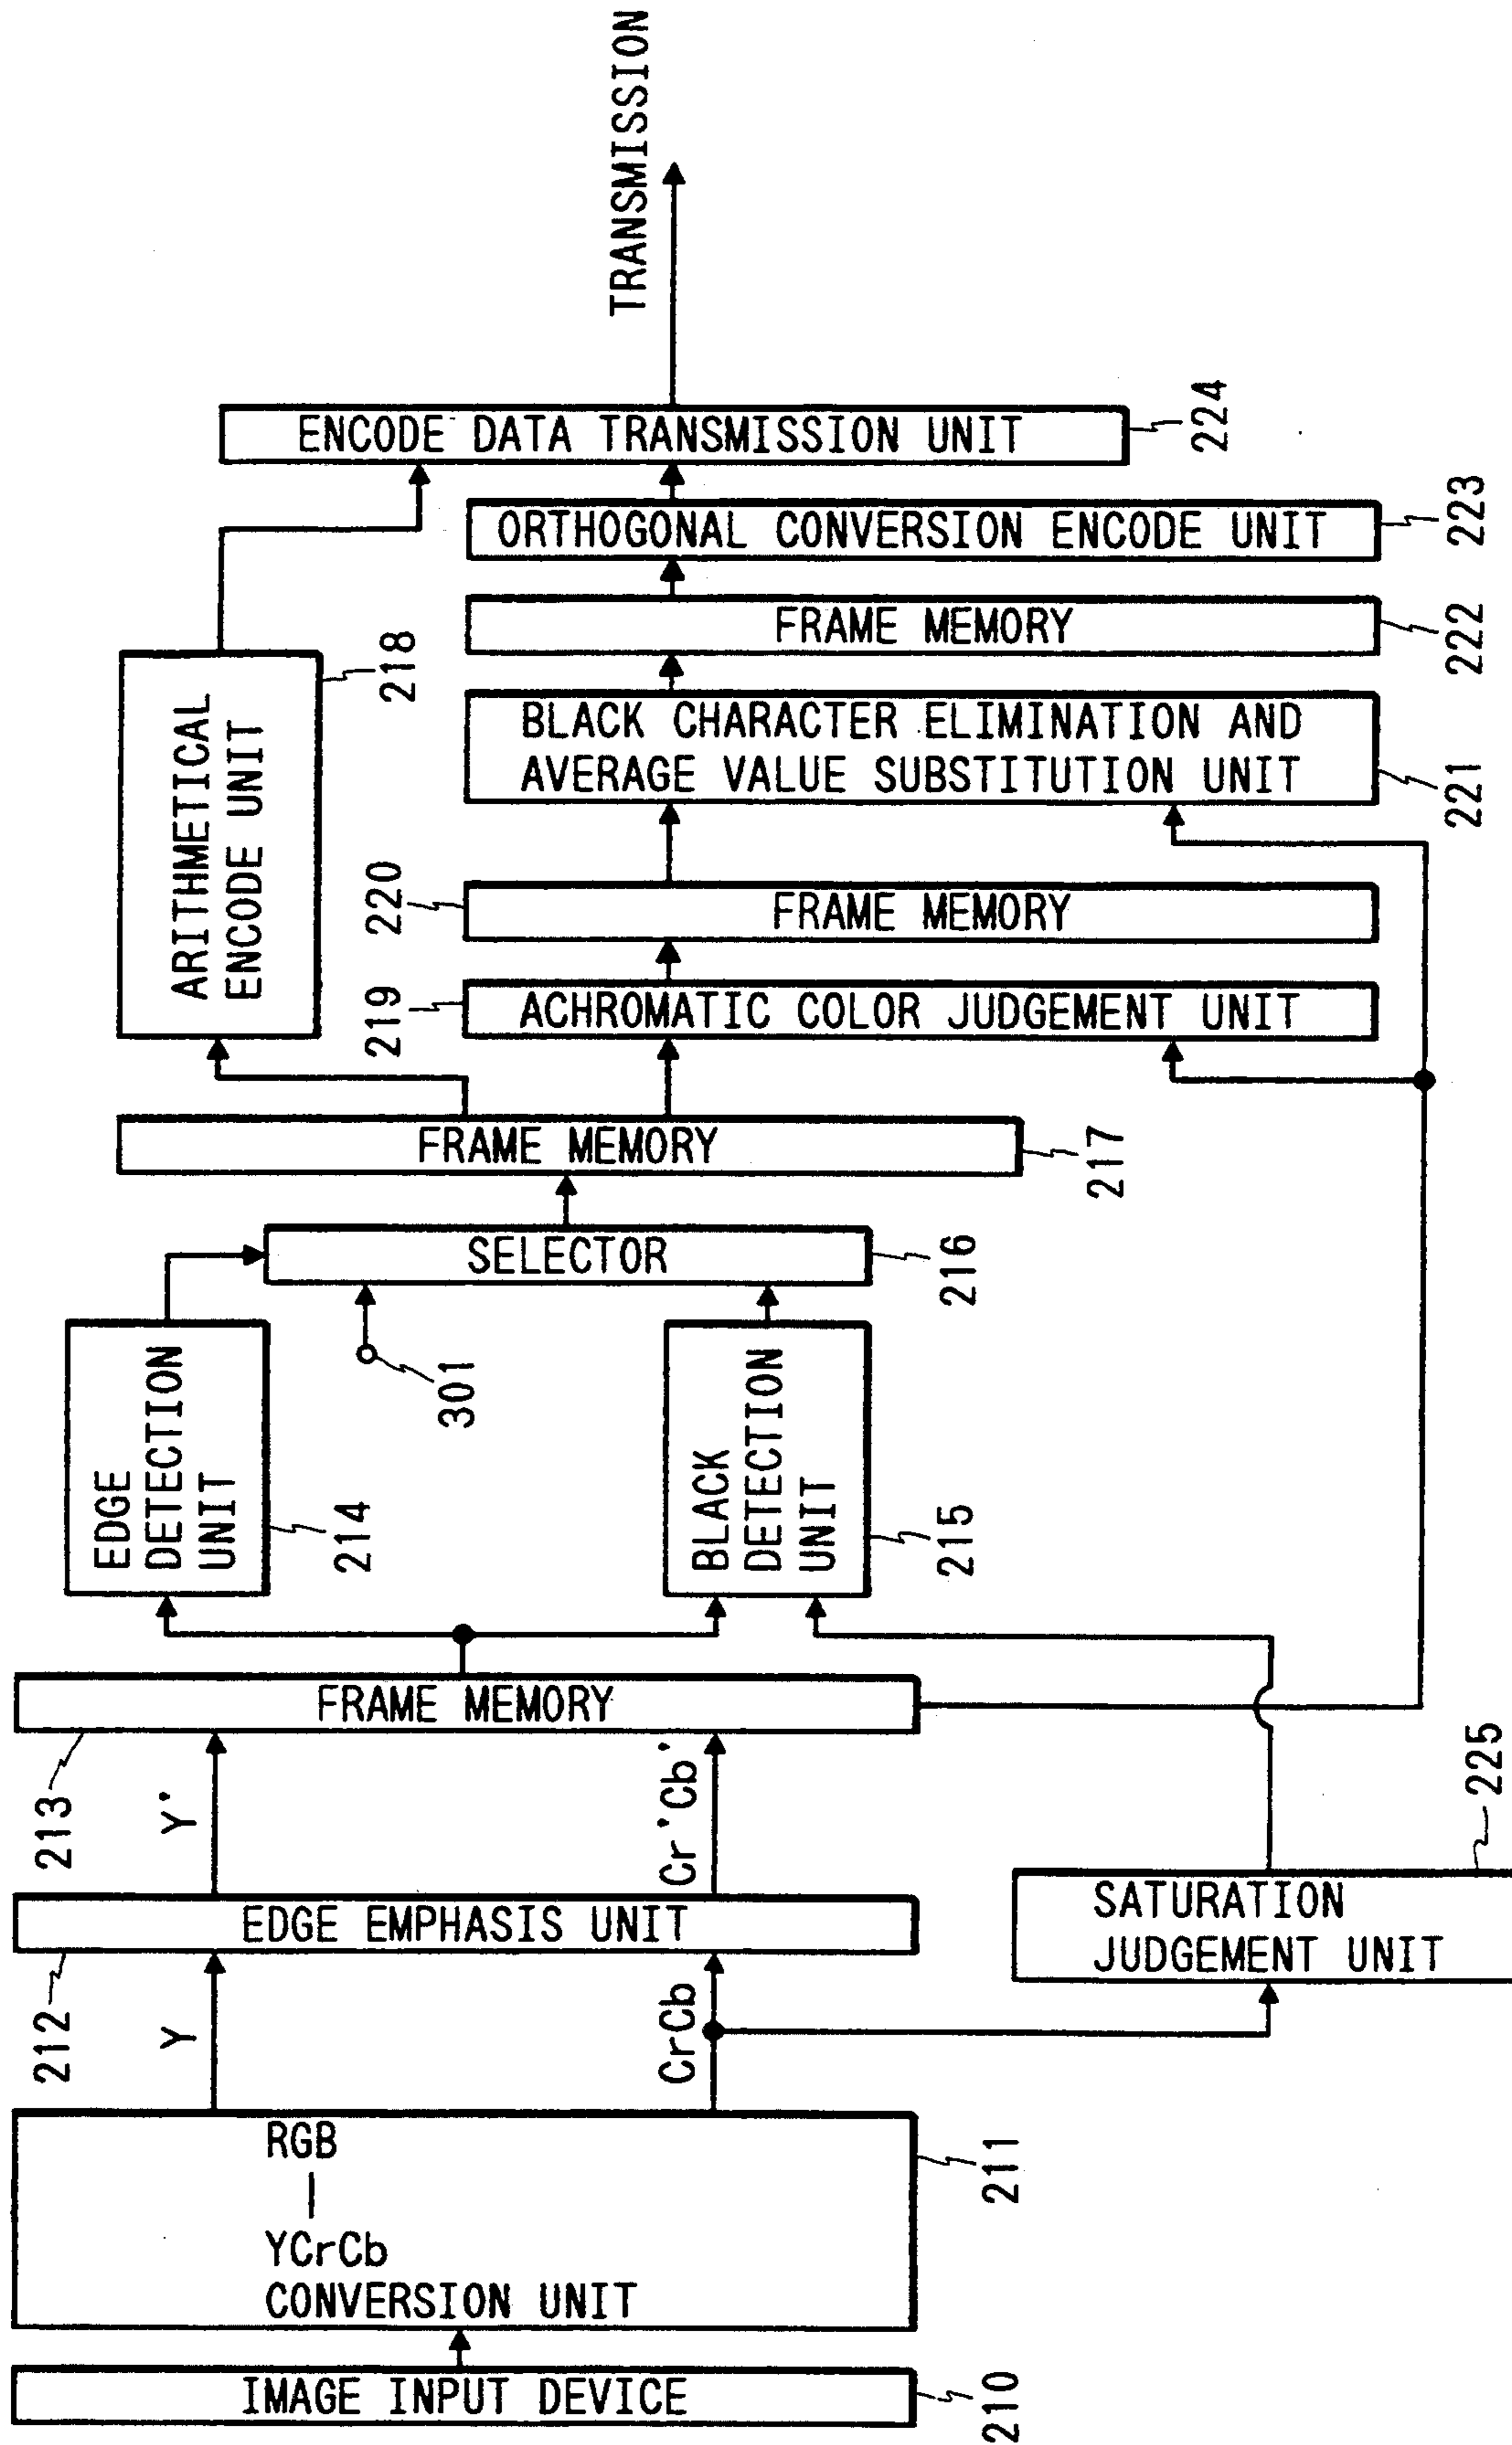 IMAGE INPUT DEVICE
210
RGB
—
YCrCb
CONVERSION UNIT
211
Y
CrCb
212
EDGE EMPHASIS UNIT
Y'
Cr'Cb'
213
FRAME MEMORY
SATURATION
JUDGEMENT UNIT
225
EDGE
DETECTION
UNIT
214
BLACK
DETECTION
UNIT
215
301
SELECTOR
216
FRAME MEMORY
217
ARITHMETICAL
ENCODE UNIT
218
219
ACHROMATIC COLOR JUDGEMENT UNIT
220
FRAME MEMORY
BLACK CHARACTER ELIMINATION AND
AVERAGE VALUE SUBSTITUTION UNIT
221
FRAME MEMORY
222
ORTHOGONAL CONVERSION ENCODE UNIT
223
ENCODE DATA TRANSMISSION UNIT
224
TRANSMISSION